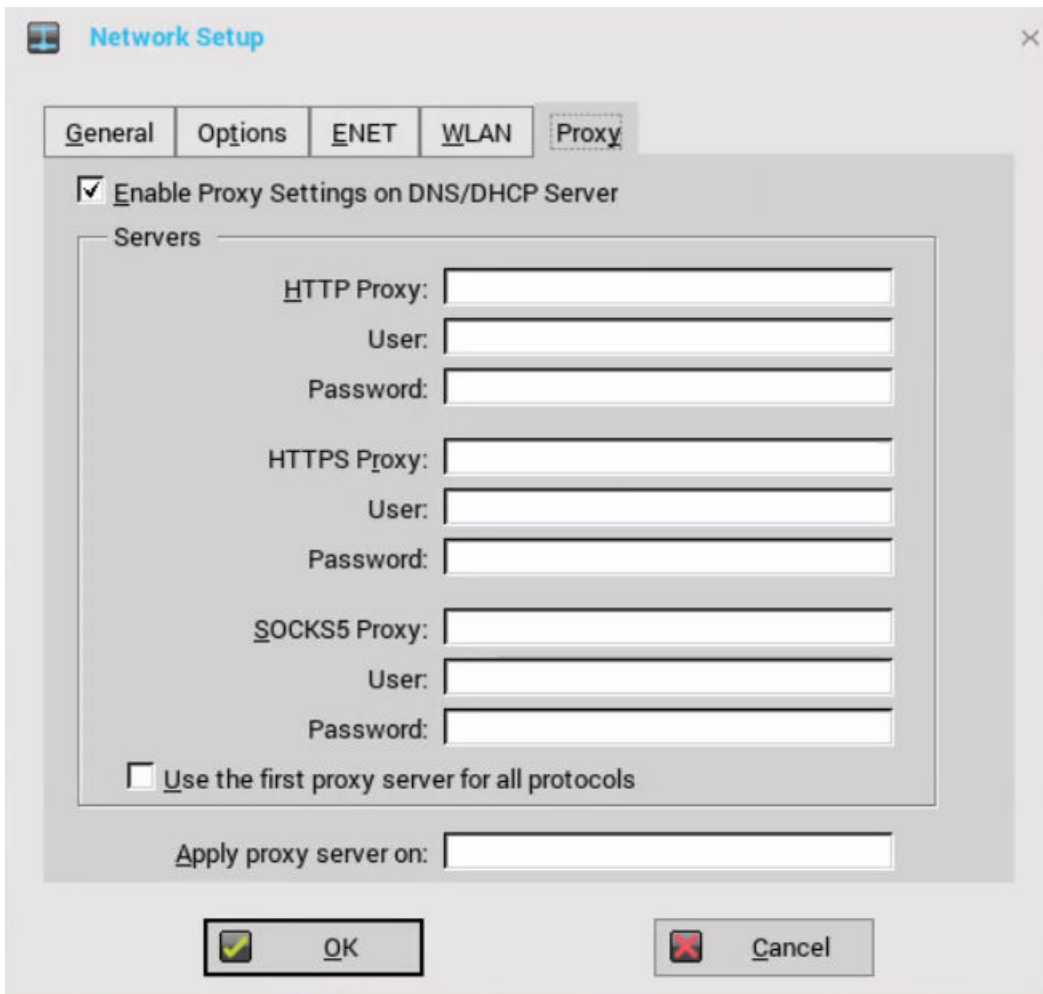 Network Setup
General Options ENET WLAN Proxy
Enable Proxy Settings on DNS/DHCP Server
Servers
HTTP Proxy:
User:
Password:
HTTPS Proxy:
User:
Password:
SOCKS5 Proxy:
User:
Password:
Use the first proxy server for all protocols
Apply proxy server on:
OK Cancel